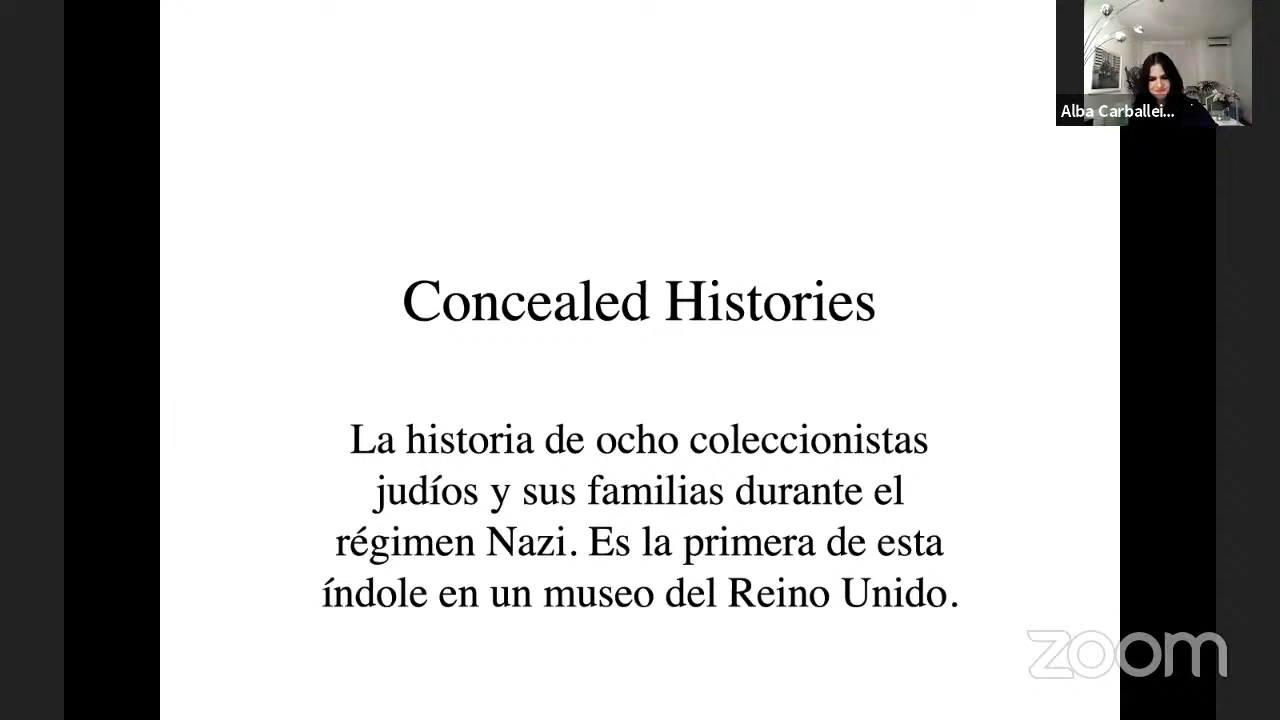 Alba Carballei...
Concealed Histories
La historia de ocho coleccionistas
judíos y sus familias durante el
régimen Nazi. Es la primera de esta
índole en un museo del Reino Unido.
zoom